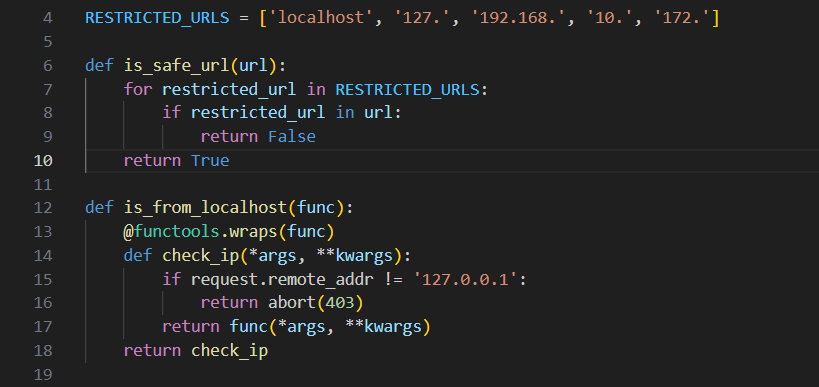 4 RESTRICTED_URLS = ['localhost', '127.', '192.168.', '10.', '172.']
5
6 def is_safe_url(url):
7     for restricted_url in RESTRICTED_URLS:
8         if restricted_url in url:
9             return False
10     return True
11
12 def is_from_localhost(func):
13     @functools.wraps(func)
14     def check_ip(*args, **kwargs):
15         if request.remote_addr != '127.0.0.1':
16             return abort(403)
17         return func(*args, **kwargs)
18     return check_ip
19